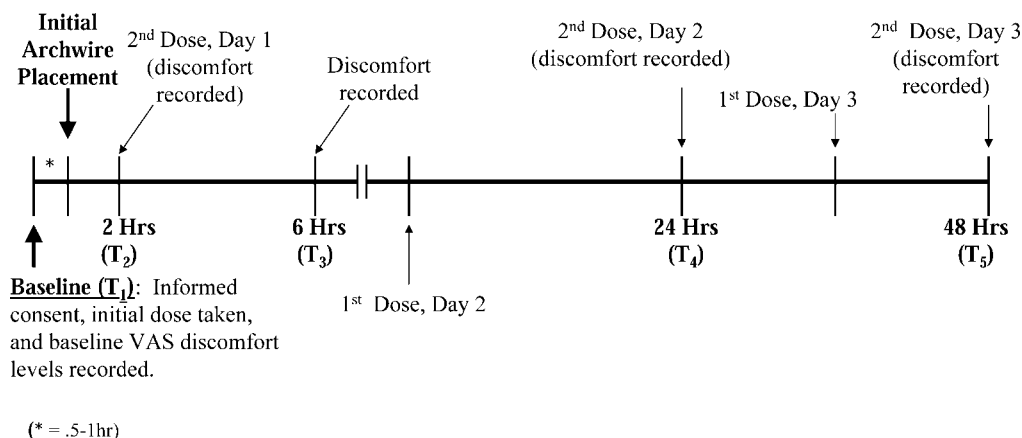 Initial
Archwire
Placement
2nd Dose, Day 1
(discomfort
recorded)
Discomfort
recorded
2nd Dose, Day 2
(discomfort recorded)
1st Dose, Day 3
2nd Dose, Day 3
(discomfort
recorded)
*
2 Hrs
(T2)
6 Hrs
(T3)
24 Hrs
(T4)
48 Hrs
(T5)
1st Dose, Day 2
Baseline (T1): Informed
consent, initial dose taken,
and baseline VAS discomfort
levels recorded.
(* = .5-1hr)